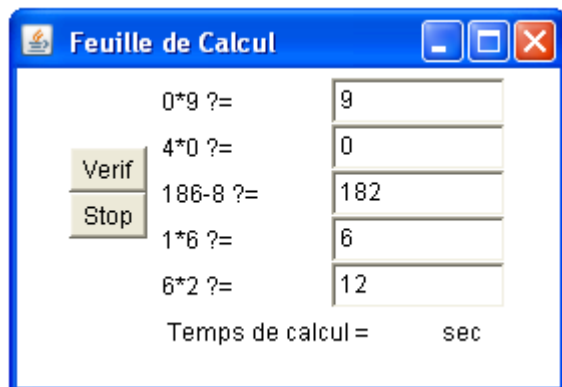 Feuille de Calcul
0*9 ?= 9
4*0 ?= 0
Verif
186-8 ?= 182
Stop
1*6 ?= 6
6*2 ?= 12
Temps de calcul = sec